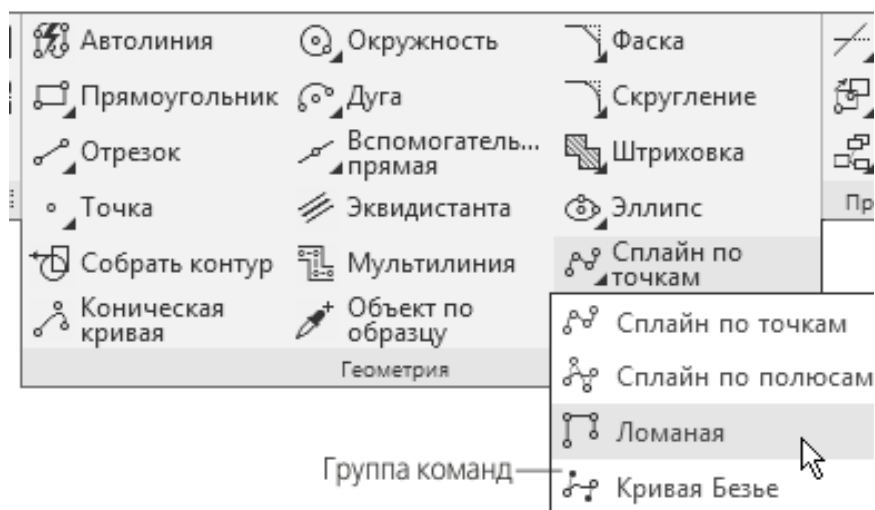 Автолиния
Окружность
Фаска
Прямоугольник
Дуга
Скругление
Отрезок
Вспомогатель...
прямая
Штриховка
Точка
Эквидистанта
Эллипс
Пр
Собрать контур
Мультилиния
Сплайн по
точкам
Коническая
кривая
Объект по
образцу
Геометрия
Сплайн по точкам
Сплайн по полюсам
Ломаная
Кривая Безье
Группа команд